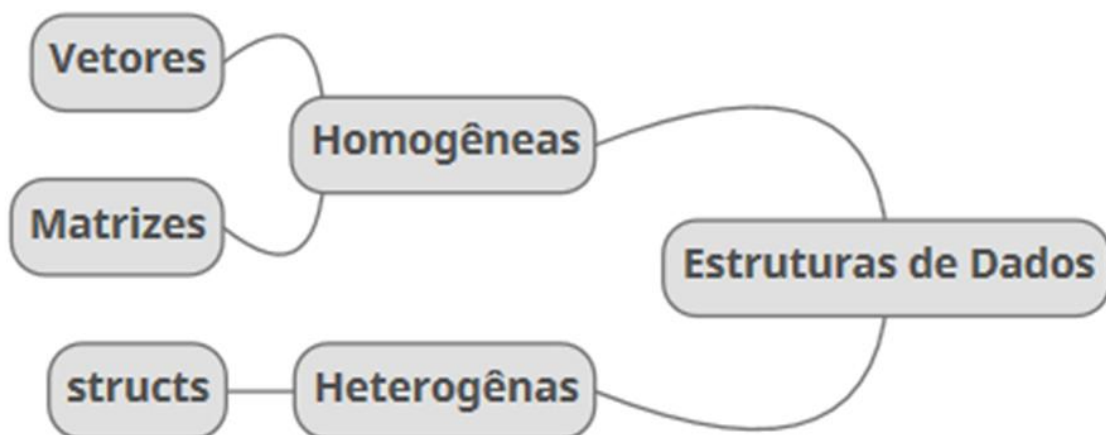 Vetores
Homogêneas
Matrizes
Estruturas de Dados
structs
Heterogênas